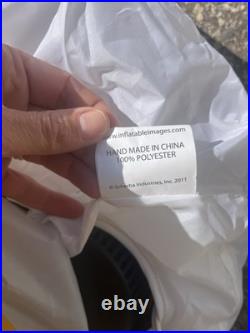 www.inflatableimages.com
HAND MADE IN CHINA
100% POLYESTER
© Scherba Industries, Inc. 2011